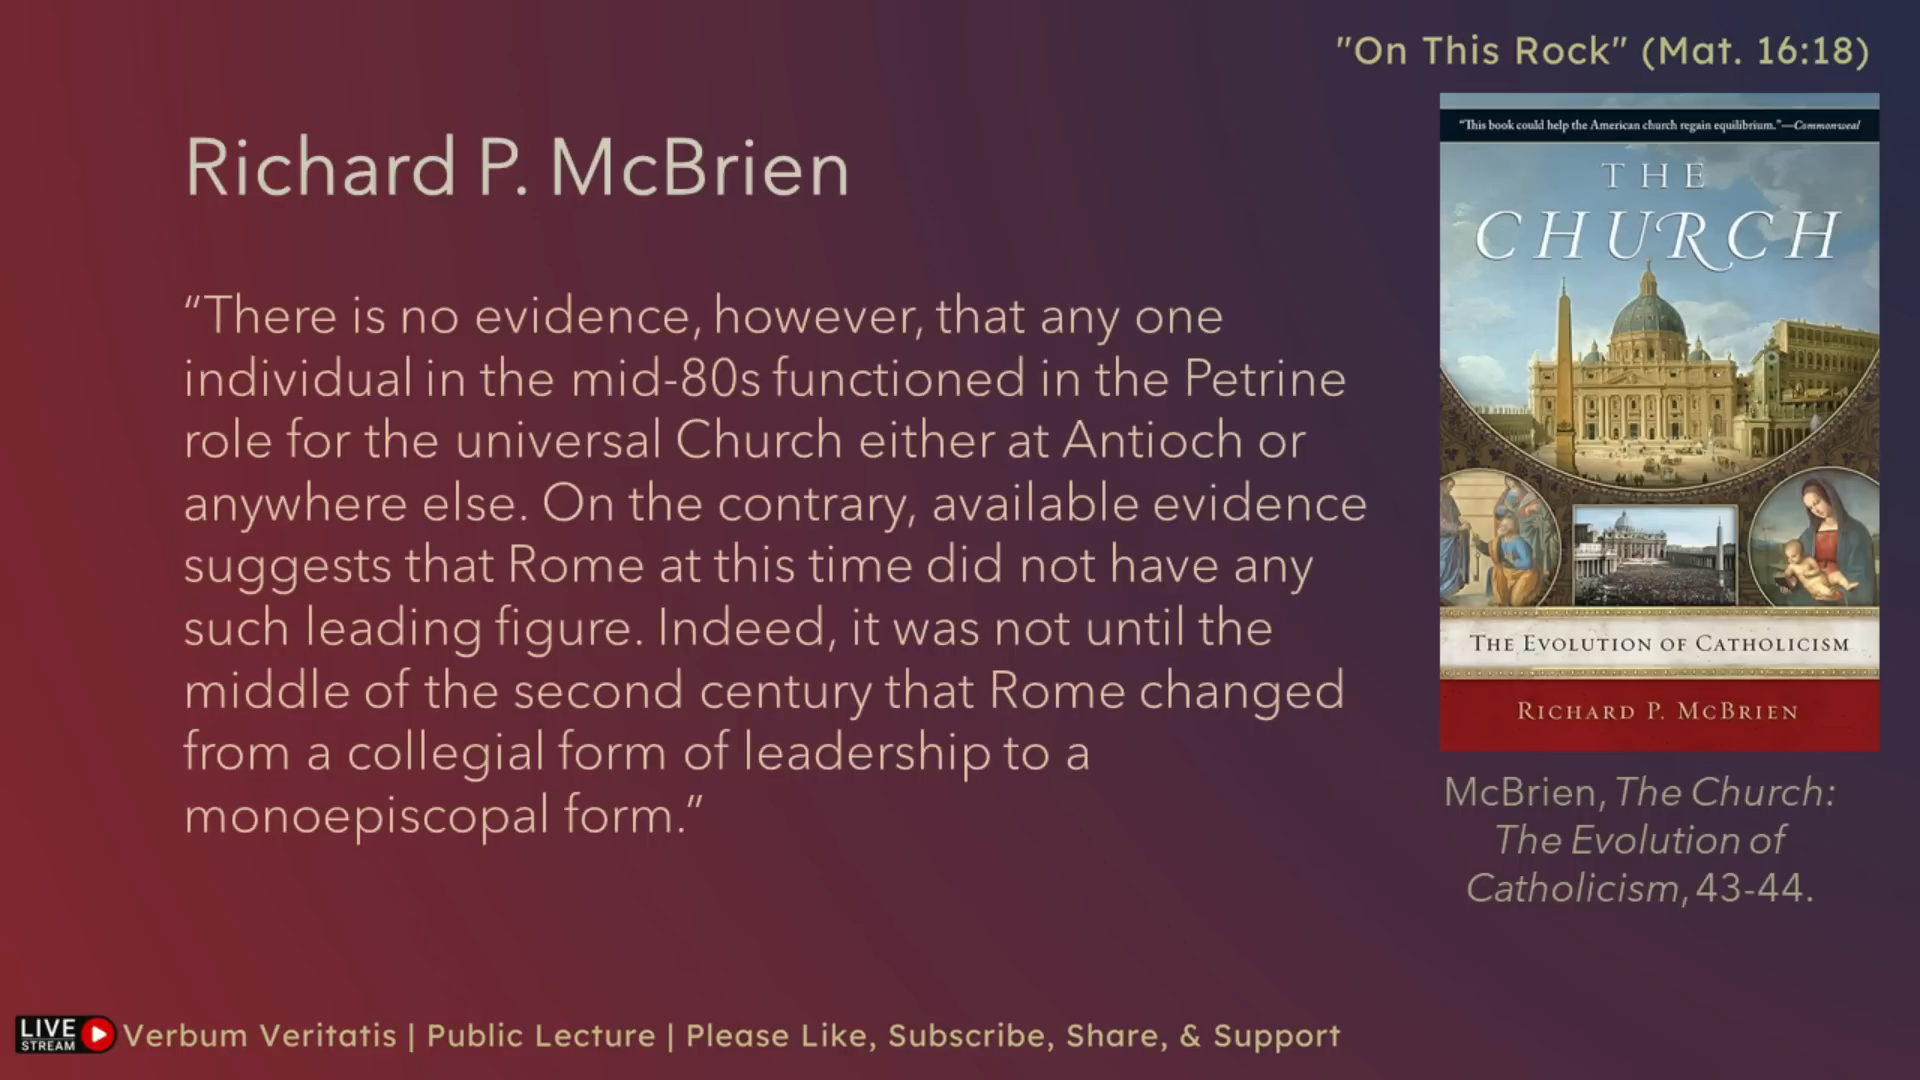 "On This Rock" (Mat. 16:18)
Richard P. McBrien
“There is no evidence, however, that any one
individual in the mid-80s functioned in the Petrine
role for the universal Church either at Antioch or
anywhere else. On the contrary, available evidence
suggests that Rome at this time did not have any
such leading figure. Indeed, it was not until the
middle of the second century that Rome changed
from a collegial form of leadership to a
monoepiscopal form.”
“This book could help the American church regain equilibrium.”—Commonweal
THE
CHURCH
THE EVOLUTION OF CATHOLICISM
RICHARD P. MCBRIEN
McBrien, The Church:
The Evolution of
Catholicism, 43-44.
LIVE
STREAM
Verbum Veritatis | Public Lecture | Please Like, Subscribe, Share, & Support